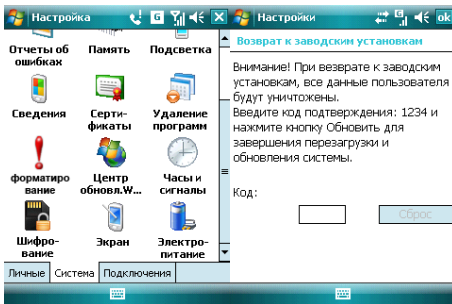 Настройка
Отчеты об ошибках
Память
Подсветка
Сведения
Серти-фикаты
Удаление программ
форматиро вание
Центр обновл.W...
Часы и сигналы
Шифро-вание
Экран
Электро-питание
Личные Система Подключения
Настройки ok
Возврат к заводским установкам
Внимание! При везврате к заводским
установкам, все данные пользователя
будут уничтожены.
Введите код подтверждения: 1234 и
нажмите кнопку Обновить для
завершения перезагрузки и
обновления системы.
Код:
Сброс